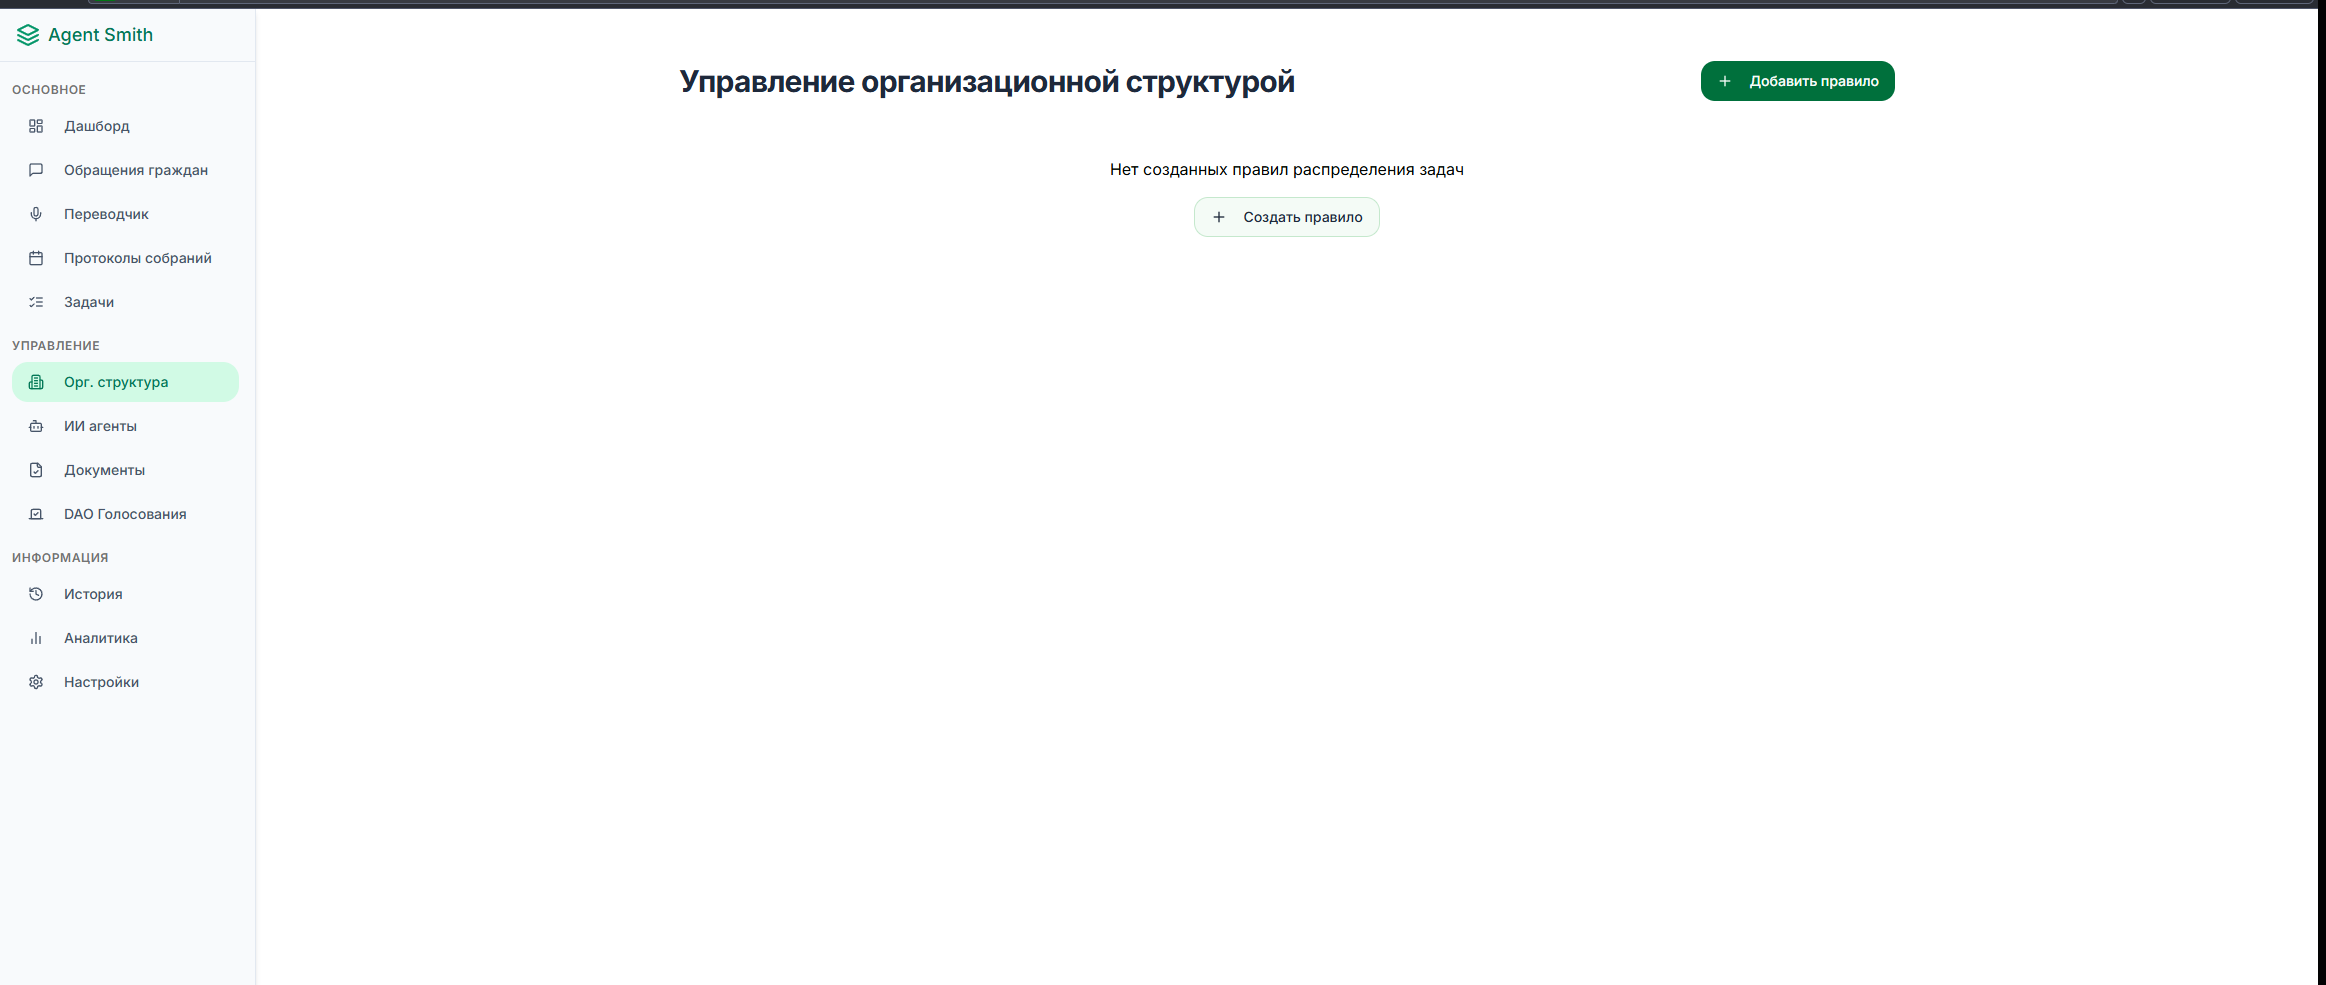 Agent Smith
ОСНОВНОЕ
Дашборд
Обращения граждан
Переводчик
Протоколы собраний
Задачи
УПРАВЛЕНИЕ
Орг. структура
ИИ агенты
Документы
DAO Голосования
ИНФОРМАЦИЯ
История
Аналитика
Настройки
Управление организационной структурой
Добавить правило
Нет созданных правил распределения задач
Создать правило